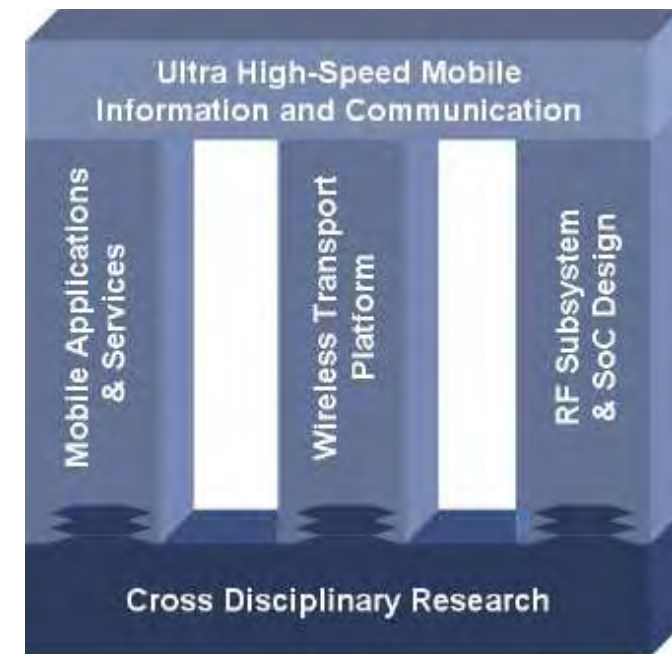 Ultra High-Speed Mobile
Information and Communication
Mobile Applications
& Services
Wireless Transport
Platform
RF Subsystem
& SoC Design
Cross Disciplinary Research